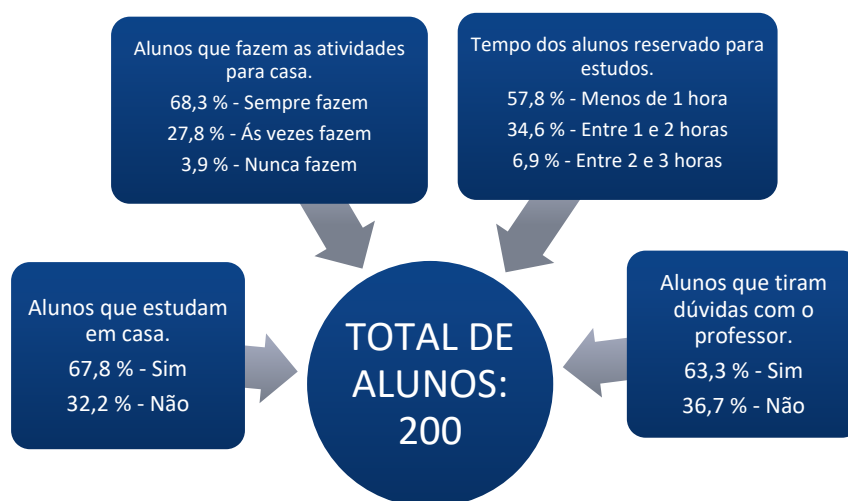 Alunos que fazem as atividades
para casa.
68,3 % - Sempre fazem
27,8 % - Ás vezes fazem
3,9 % - Nunca fazem
Tempo dos alunos reservado para
estudos.
57,8 % - Menos de 1 hora
34,6 % - Entre 1 e 2 horas
6,9 % - Entre 2 e 3 horas
Alunos que estudam
em casa.
67,8 % - Sim
32,2 % - Não
TOTAL DE
ALUNOS:
200
Alunos que tiram
dúvidas com o
professor.
63,3 % - Sim
36,7 % - Não